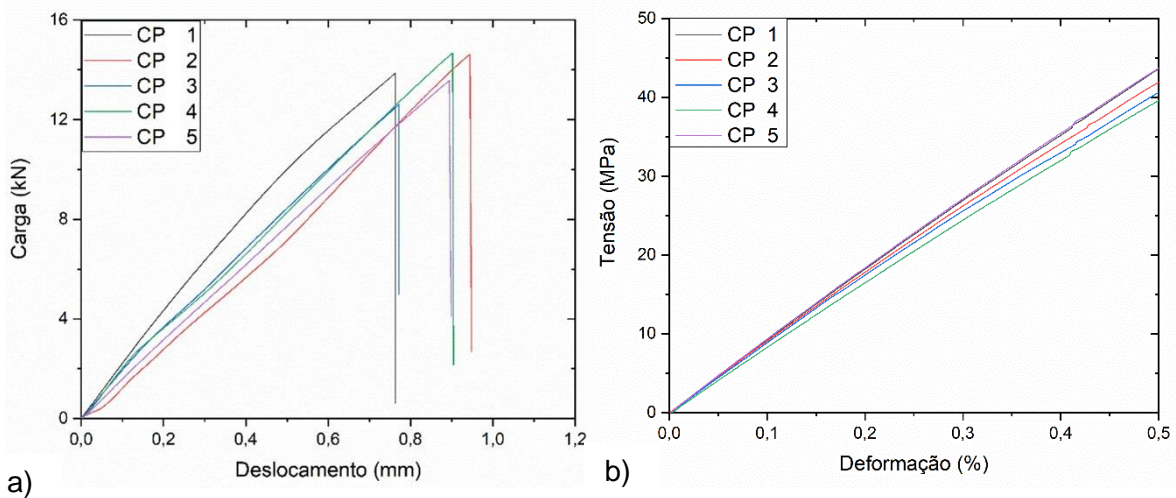 16
12
8
4
0
Carga (kN)
CP 1
CP 2
CP 3
CP 4
CP 5
0,0 0,2 0,4 0,6 0,8 1,0 1,2
Deslocamento (mm)
a)
50
40
30
20
10
0
Tensão (MPa)
CP 1
CP 2
CP 3
CP 4
CP 5
0,0 0,1 0,2 0,3 0,4 0,5
Deformação (%)
b)